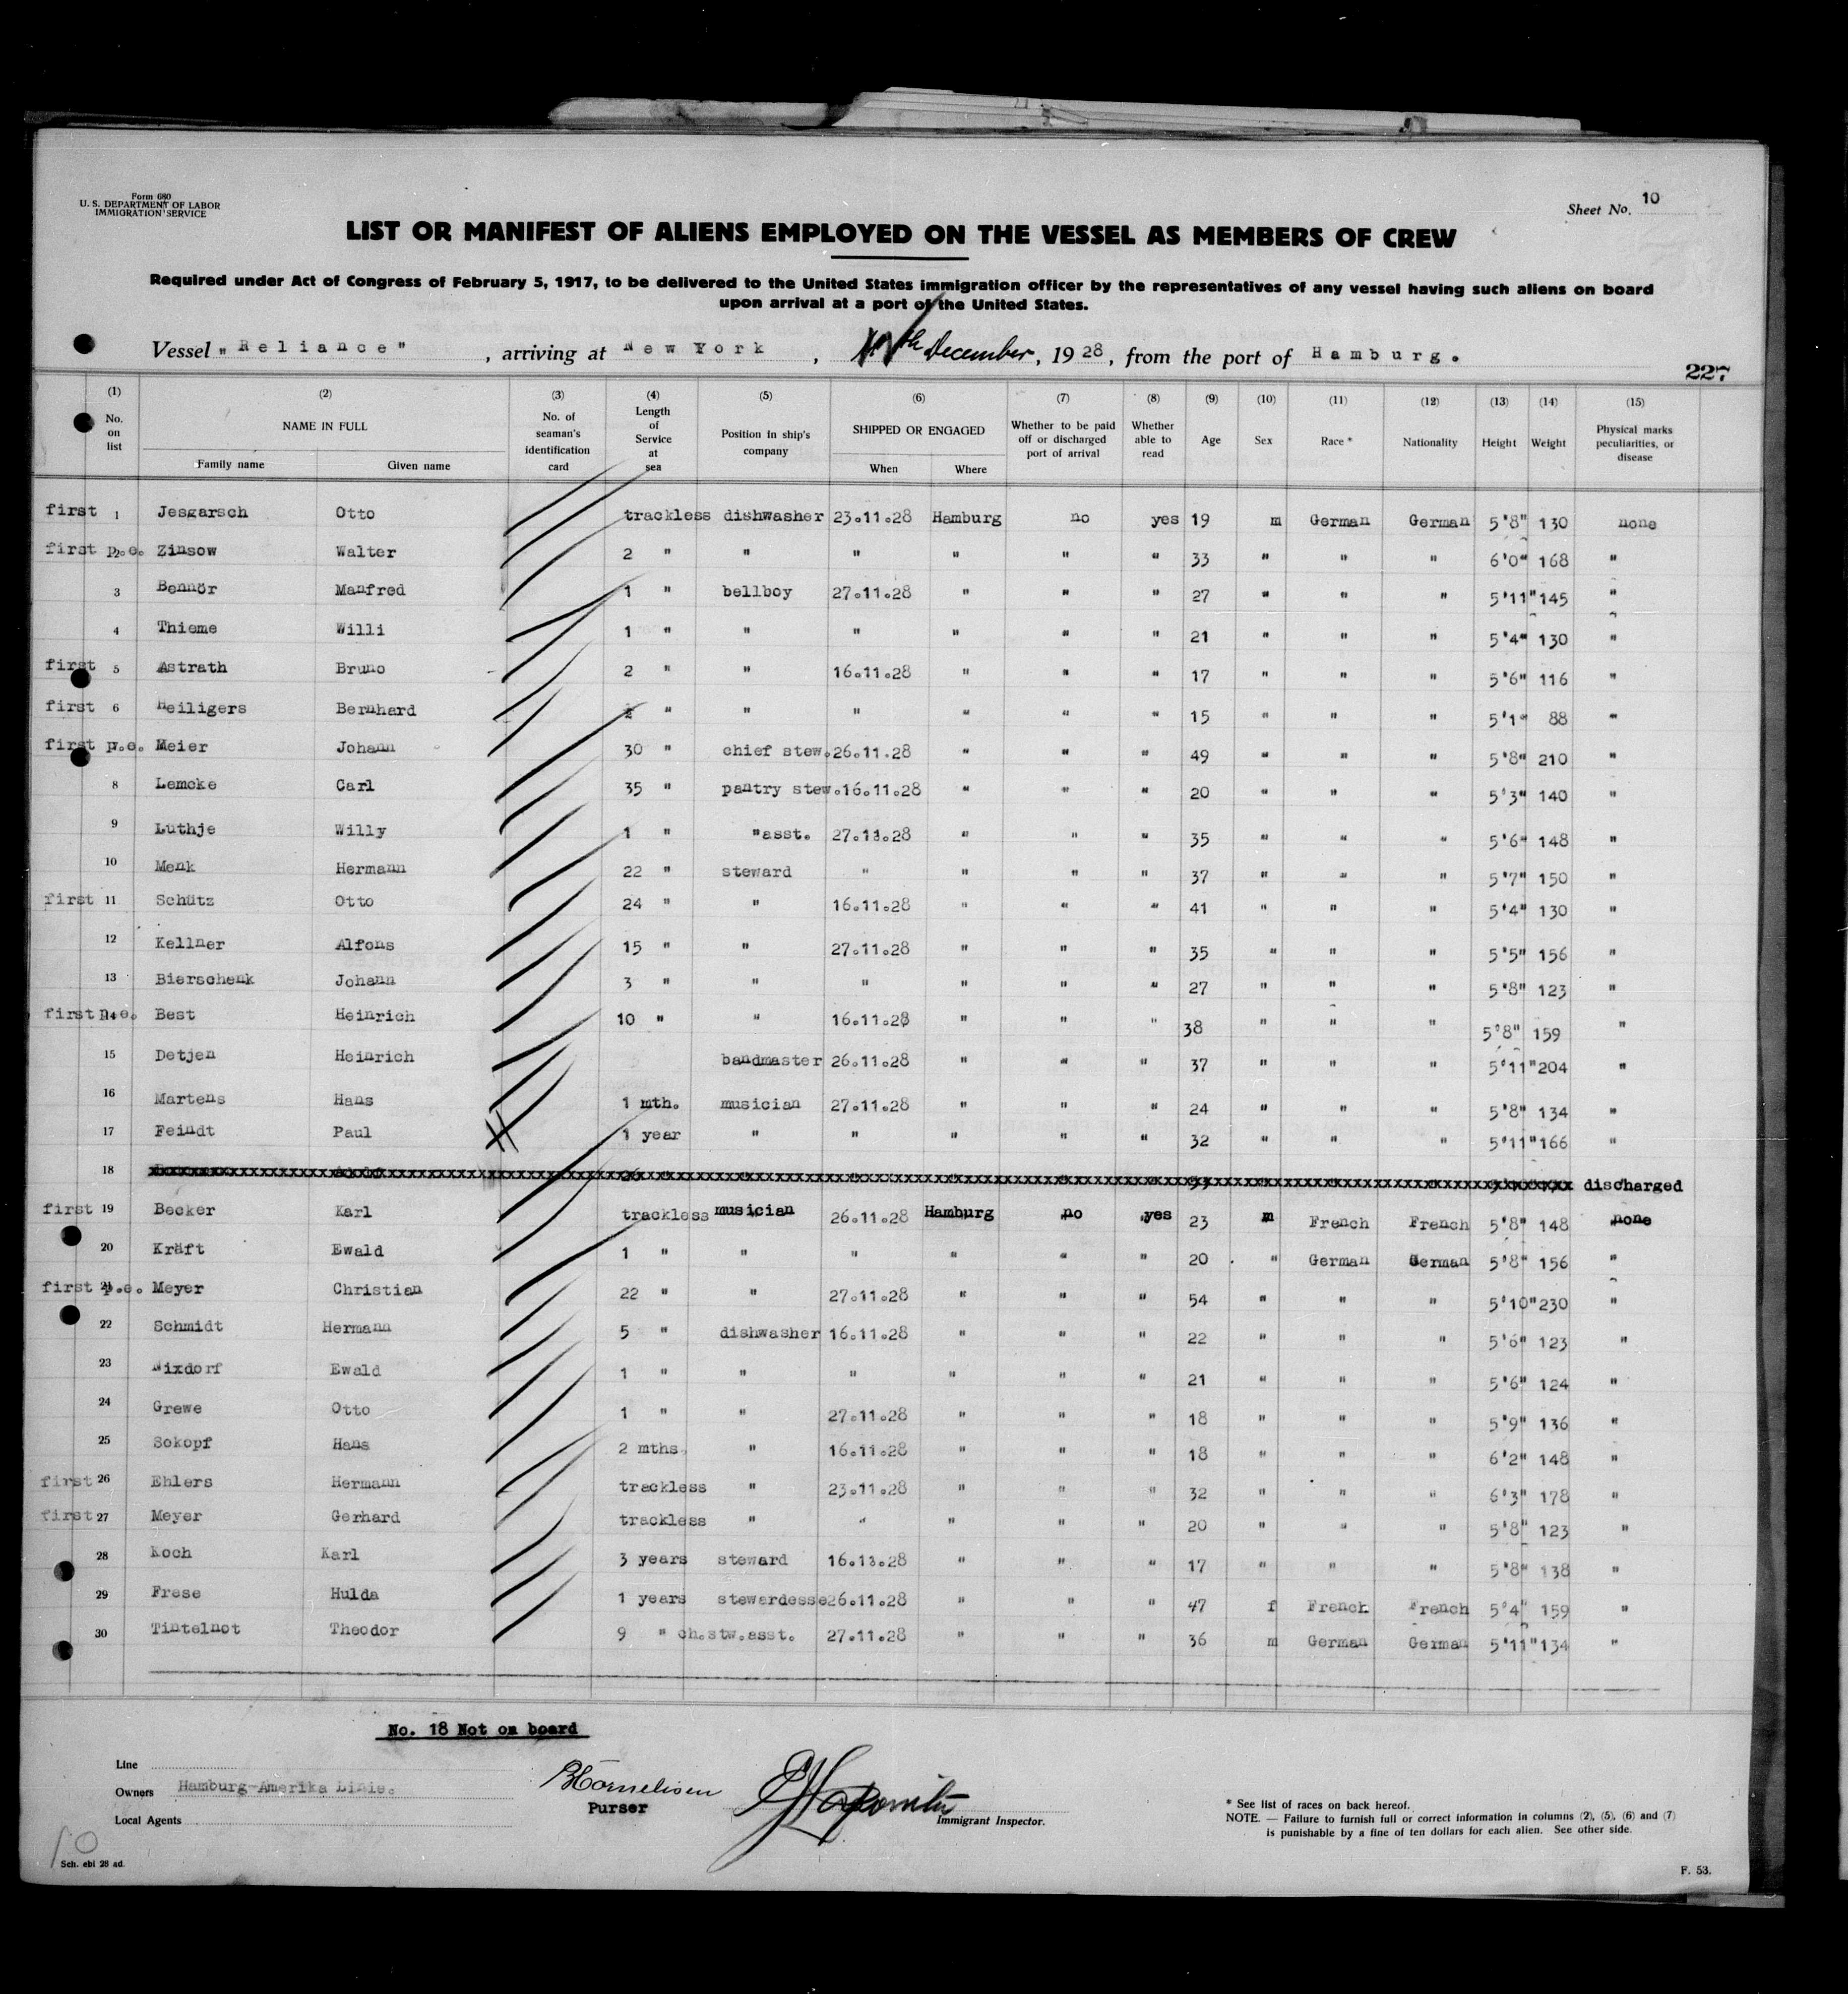 Form 680
U. S. DEPARTMENT OF LABOR
IMMIGRATION SERVICE
Sheet No. 10
LIST OR MANIFEST OF ALIENS EMPLOYED ON THE VESSEL AS MEMBERS OF CREW
Required under Act of Congress of February 5, 1917, to be delivered to the United States immigration officer by the representatives of any vessel having such aliens on board
upon arrival at a port of the United States.
Vessel "Reliance", arriving at New York, th December, 1928, from the port of Hamburg.
227
(1) No. on list (2) NAME IN FULL Family name Given name (3) No. of seaman's identification card (4) Length of Service at sea (5) Position in ship's company (6) SHIPPED OR ENGAGED When Where (7) Whether to be paid off or discharged port of arrival (8) Whether able to read (9) Age (10) Sex (11) Race * (12) Nationality (13) Height (14) Weight (15) Physical marks peculiarities, or disease
first 1 Jesgarsch Otto trackless dishwasher 23.11.28 Hamburg no yes 19 m German German 5'8" 130 none
first p.e. 2 Zinsow Walter 2 " " " " " " 33 " " " 6'0" 168 "
3 Bennör Manfred 1 " bellboy 27.11.28 " " " 27 " " " 5'11" 145 "
4 Thieme Willi 1 " " " " " " 21 " " " 5'4" 130 "
first 5 Astrath Bruno 2 " " 16.11.28 " " " 17 " " " 5'6" 116 "
first 6 Heiligers Bernhard " " " " " " 15 " " " 5'1" 88 "
first p.e. Meier Johann 30 " chief stew. 26.11.28 " " " 49 " " " 5'8" 210 "
8 Lemcke Carl 35 " pantry stew. 16.11.28 " " " 20 " " " 5'3" 140 "
9 Luthje Willy 1 " "asst. 27.11.28 " " " 35 " " " 5'6" 148 "
10 Menk Hermann 22 " steward " " " " 37 " " " 5'7" 150 "
first 11 Schütz Otto 24 " " 16.11.28 " " " 41 " " " 5'4" 130 "
12 Kellner Alfons 15 " " 27.11.28 " " " 35 " " " 5'5" 156 "
13 Bierschenk Johann 3 " " " " " " 27 " " " 5'8" 123 "
first p.e. 14 Best Heinrich 10 " " 16.11.28 " " " 38 " " " 5'8" 159 "
15 Detjen Heinrich bandmaster 26.11.28 " " " 37 " " " 5'11" 204 "
16 Martens Hans 1 mth. musician 27.11.28 " " " 24 " " " 5'8" 134 "
17 Feindt Paul 1 year " " " " " 32 " " " 5'11" 166 "
18 discharged
first 19 Becker Karl trackless musician 26.11.28 Hamburg no yes 23 m French French 5'8" 148 none
20 Kräft Ewald 1 " " " " " " 20 " German German 5'8" 156 "
first p.e. 21 Meyer Christian 22 " " 27.11.28 " " " 54 " " " 5'10" 230 "
22 Schmidt Hermann 5 " dishwasher 16.11.28 " " " 22 " " " 5'6" 123 "
23 Nixdorf Ewald 1 " " " " " " 21 " " " 5'6" 124 "
24 Grewe Otto 1 " " 27.11.28 " " " 18 " " " 5'9" 136 "
25 Sokopf Hans 2 mths. " 16.11.28 " " " 18 " " " 6'2" 148 "
first 26 Ehlers Hermann trackless " 23.11.28 " " " 32 " " " 6'3" 178 "
first 27 Meyer Gerhard trackless " " " " " 20 " " " 5'8" 123 "
28 Koch Karl 3 years steward 16.11.28 " " " 17 " " " 5'8" 138 "
29 Frese Hulda 1 years stewardesse 26.11.28 " " " 47 f French French 5'4" 159 "
30 Tintelnot Theodor 9 " ch.stw.asst. 27.11.28 " " " 36 m German German 5'11" 134 "
No. 18 Not on board
Line
Owners Hamburg-Amerika Linie.
Local Agents
Purser
Immigrant Inspector.
* See list of races on back hereof.
NOTE. — Failure to furnish full or correct information in columns (2), (5), (6) and (7)
is punishable by a fine of ten dollars for each alien. See other side.
10
Sch. ebi 28 ad.
F. 53.